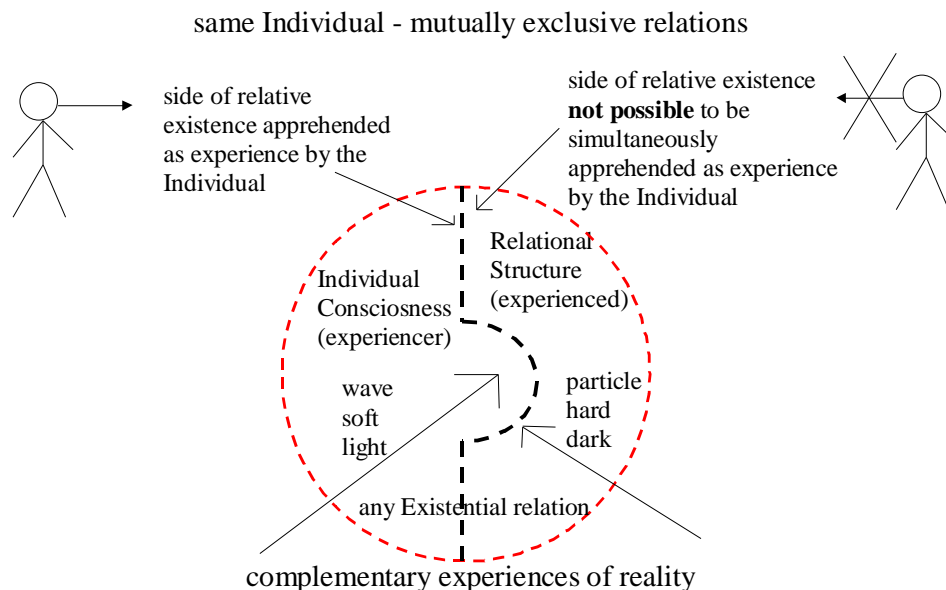 same Individual - mutually exclusive relations
side of relative
existence apprehended
as experience by the
Individual
side of relative existence
not possible to be
simultaneously
apprehended as experience
by the Individual
Individual
Consciosness
(experiencer)
Relational
Structure
(experienced)
wave
soft
light
particle
hard
dark
any Existential relation
complementary experiences of reality